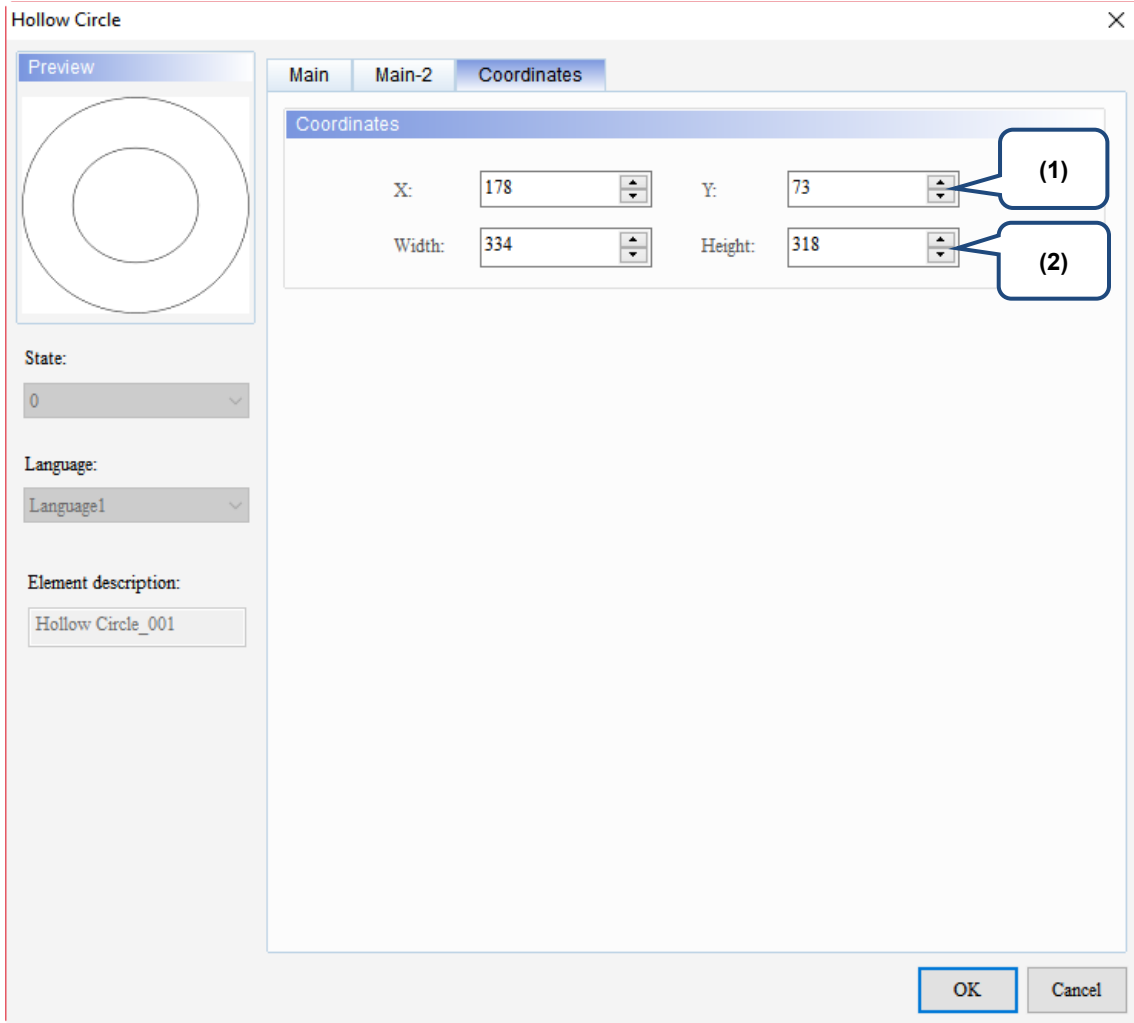 Hollow Circle
Preview
Main Main-2 Coordinates
Coordinates
X: 178 Y: 73
(1)
Width: 334 Height: 318
(2)
State:
0
Language:
Language1
Element description:
Hollow Circle_001
OK Cancel